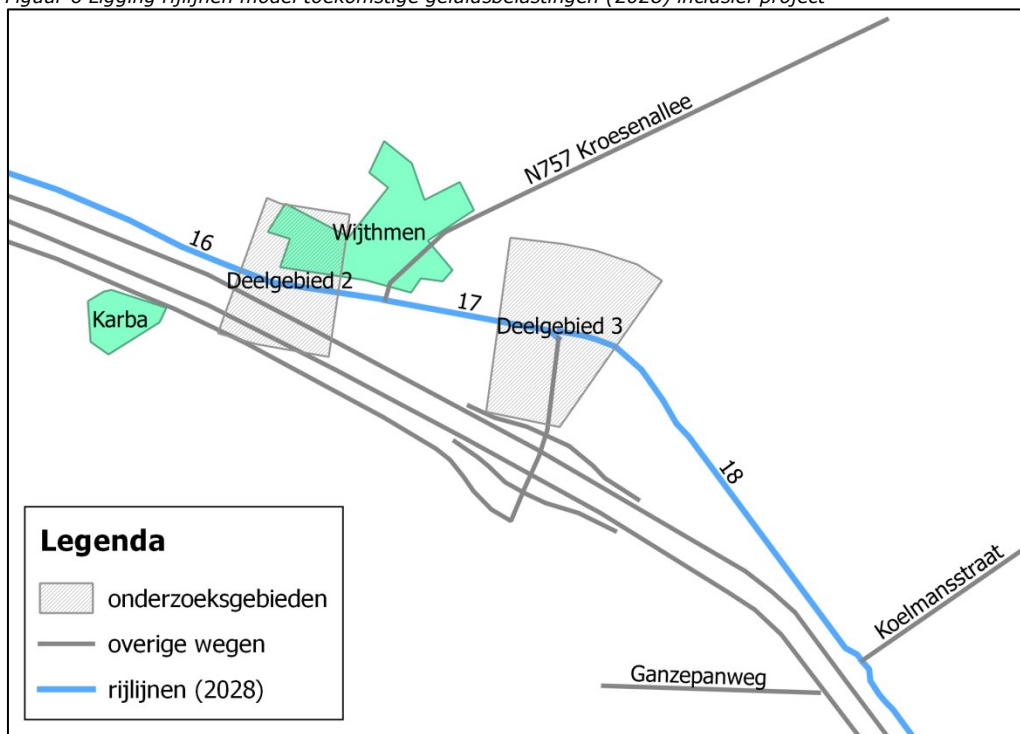 Figuur 6 Ligging rijlijnen model toekomstige geluidsbelastingen (2028) inclusief project
N757 Kroesenallee
Wijthmen
16
Deelgebied 2
17
Karba
Deelgebied 3
18
Legenda
onderzoeksgebieden
overige wegen
rijlijnen (2028)
Koelmansstraat
Ganzepanweg